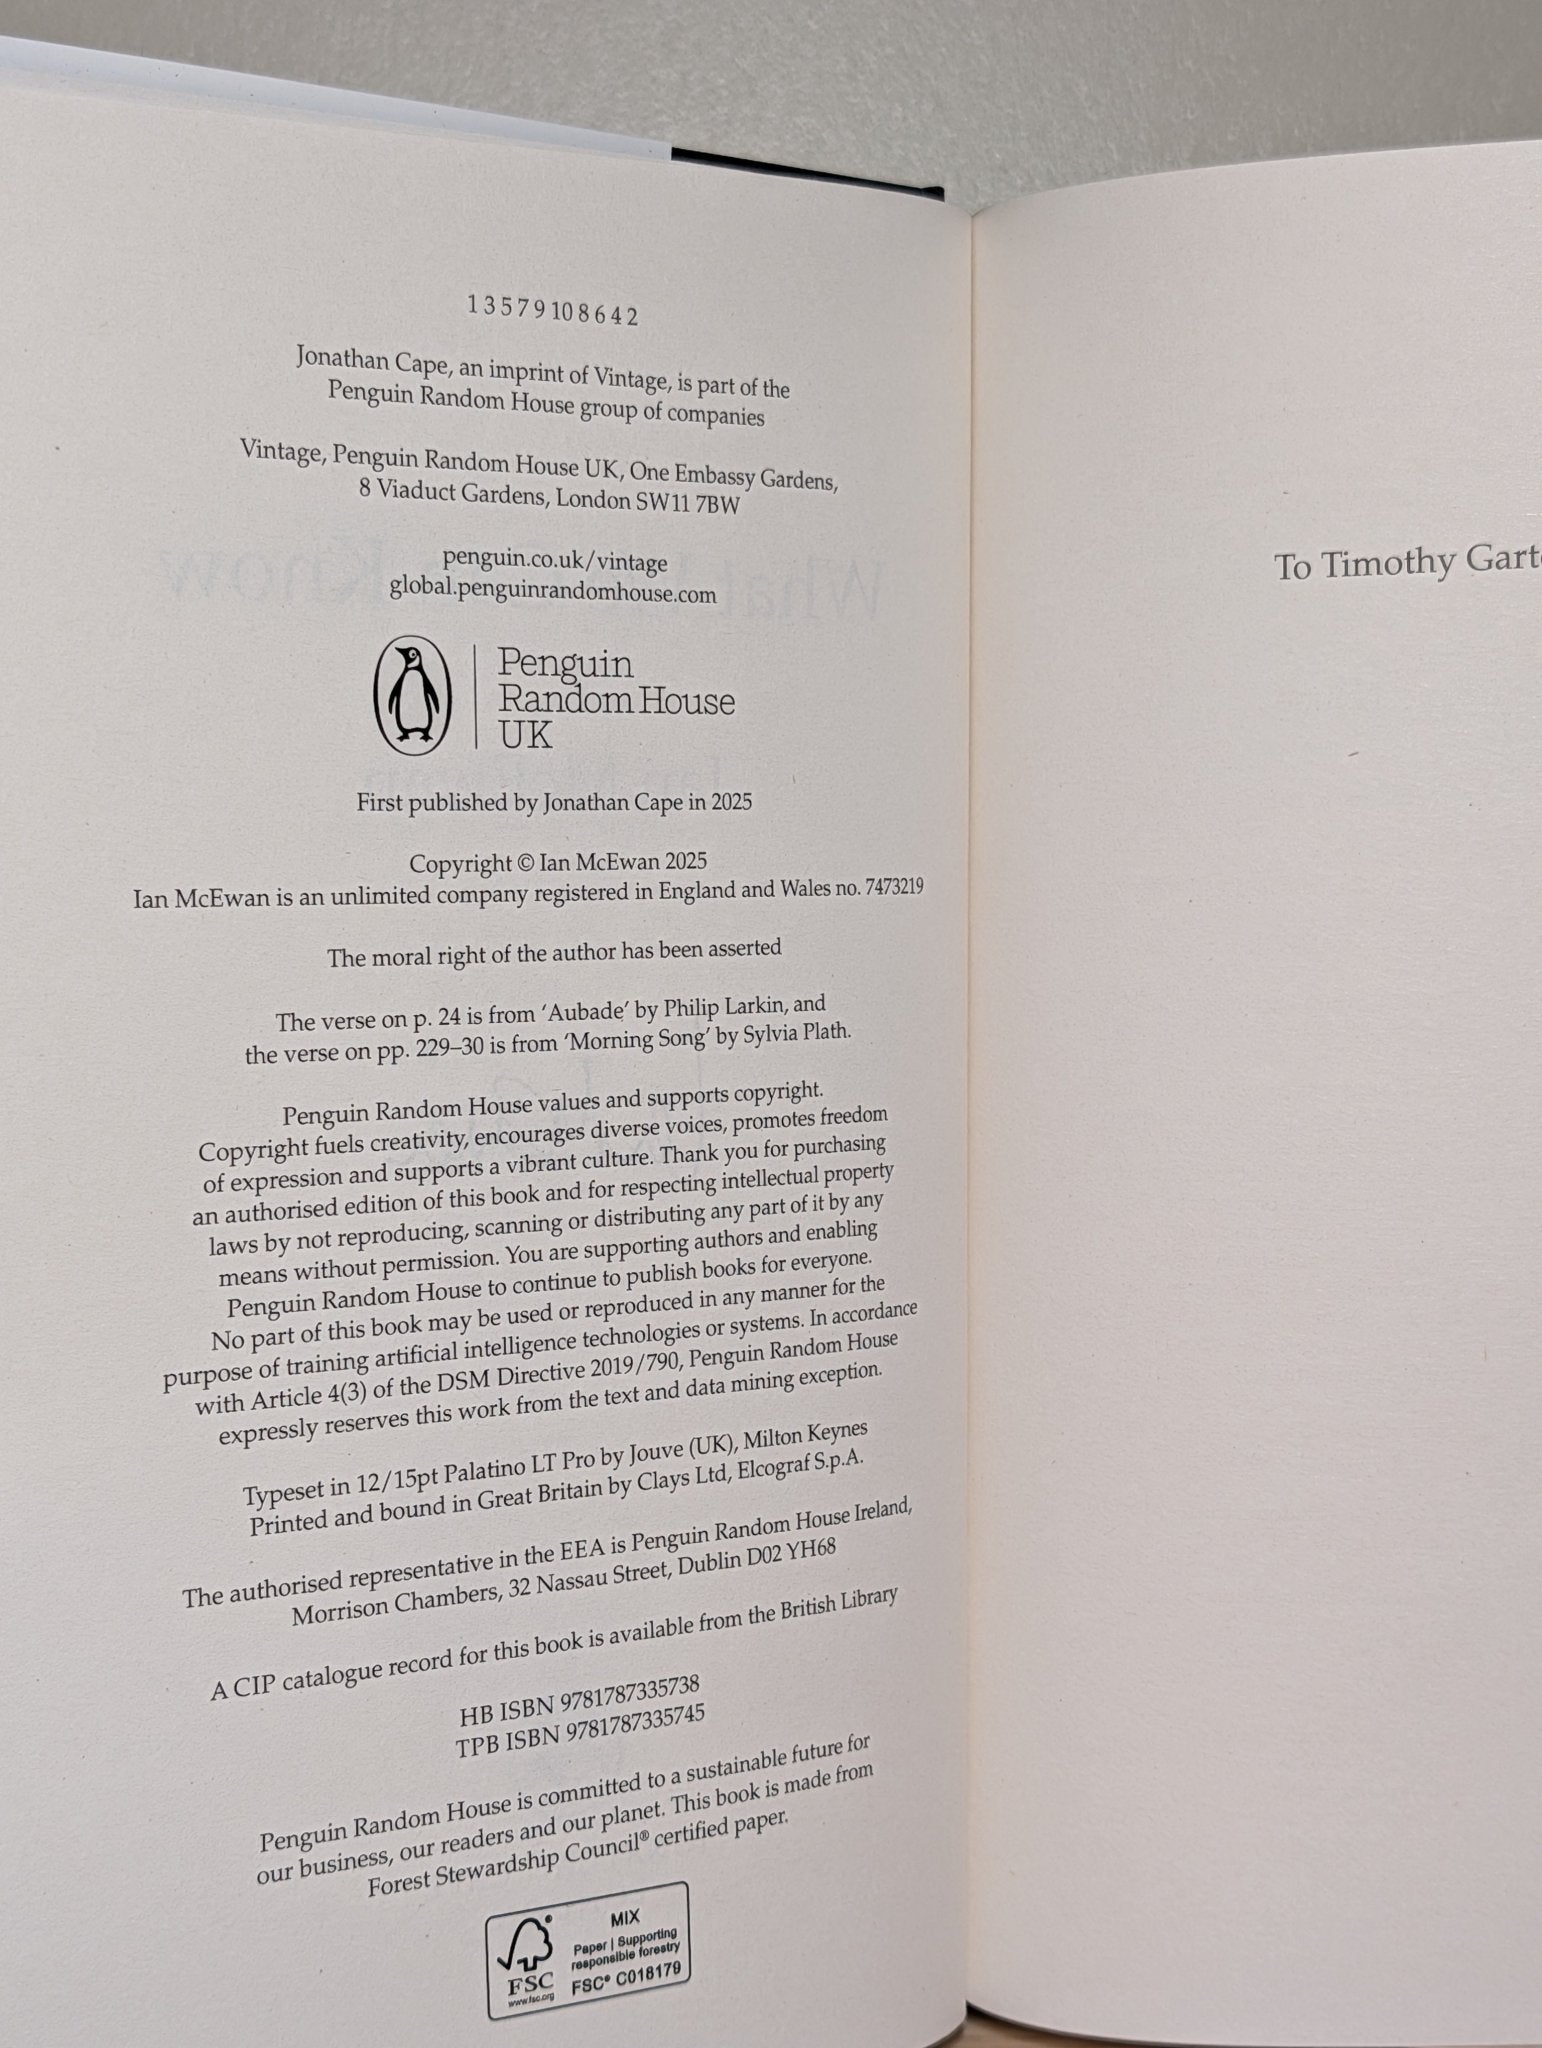 1 3 5 7 9 10 8 6 4 2
Jonathan Cape, an imprint of Vintage, is part of the
Penguin Random House group of companies
Vintage, Penguin Random House UK, One Embassy Gardens,
8 Viaduct Gardens, London SW11 7BW
penguin.co.uk/vintage
global.penguinrandomhouse.com
Penguin
Random House
UK
First published by Jonathan Cape in 2025
Copyright © Ian McEwan 2025
Ian McEwan is an unlimited company registered in England and Wales no. 7473219
The moral right of the author has been asserted
The verse on p. 24 is from ‘Aubade’ by Philip Larkin, and
the verse on pp. 229–30 is from ‘Morning Song’ by Sylvia Plath.
Penguin Random House values and supports copyright.
Copyright fuels creativity, encourages diverse voices, promotes freedom
of expression and supports a vibrant culture. Thank you for purchasing
an authorised edition of this book and for respecting intellectual property
laws by not reproducing, scanning or distributing any part of it by any
means without permission. You are supporting authors and enabling
Penguin Random House to continue to publish books for everyone.
No part of this book may be used or reproduced in any manner for the
purpose of training artificial intelligence technologies or systems. In accordance
with Article 4(3) of the DSM Directive 2019/790, Penguin Random House
expressly reserves this work from the text and data mining exception.
Typeset in 12/15pt Palatino LT Pro by Jouve (UK), Milton Keynes
Printed and bound in Great Britain by Clays Ltd, Elcograf S.p.A.
The authorised representative in the EEA is Penguin Random House Ireland,
Morrison Chambers, 32 Nassau Street, Dublin D02 YH68
A CIP catalogue record for this book is available from the British Library
HB ISBN 9781787335738
TPB ISBN 9781787335745
Penguin Random House is committed to a sustainable future for
our business, our readers and our planet. This book is made from
Forest Stewardship Council® certified paper.
MIX
Paper | Supporting
responsible forestry
FSC
www.fsc.org
FSC® C018179
To Timothy Gart